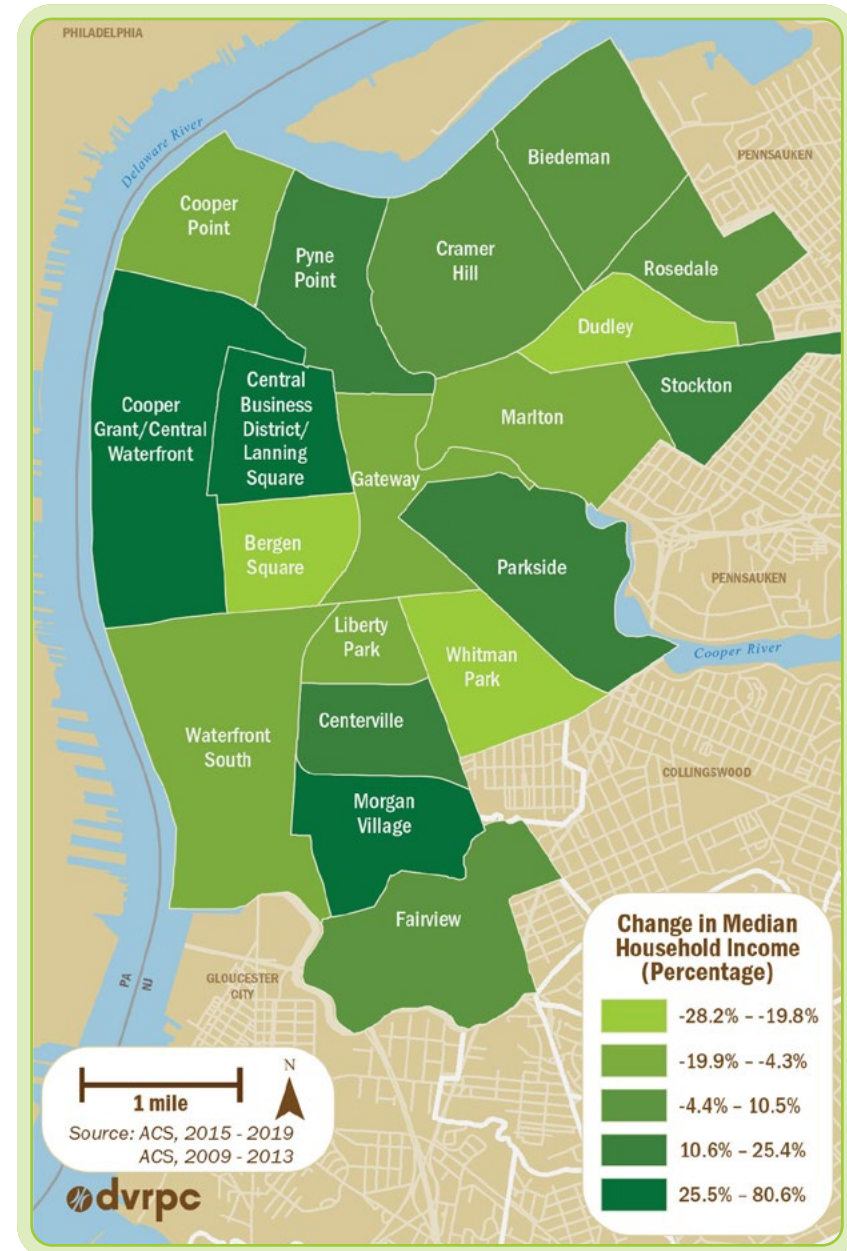 PHILADELPHIA
Delaware River
Biedeman
PENNSAUKEN
Cooper
Point
Pyne
Point
Cramer
Hill
Rosedale
Dudley
Cooper
Grant/Central
Waterfront
Central
Business
District/
Lanning
Square
Stockton
Marlton
Gateway
Bergen
Square
Parkside
PENNSAUKEN
Liberty
Park
Whitman
Park
Cooper River
Centerville
Waterfront
South
COLLINGSWOOD
Morgan
Village
Fairview
GLOUCESTER
CITY
PA
NJ
Change in Median
Household Income
(Percentage)
-28.2% – -19.8%
-19.9% – -4.3%
-4.4% – 10.5%
10.6% – 25.4%
25.5% – 80.6%
N
1 mile
Source: ACS, 2015 - 2019
ACS, 2009 - 2013
dvrpc